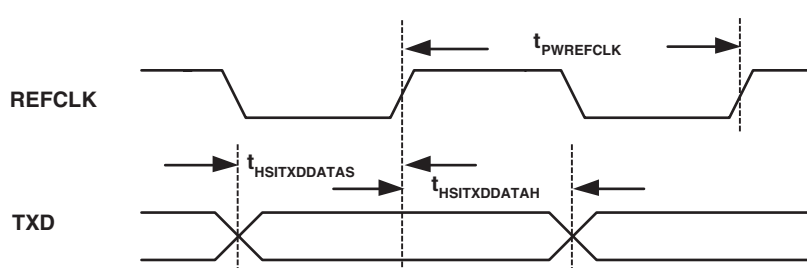 tPWREFCLK
REFCLK
tHSITXDDATAS
tHSITXDDATAH
TXD